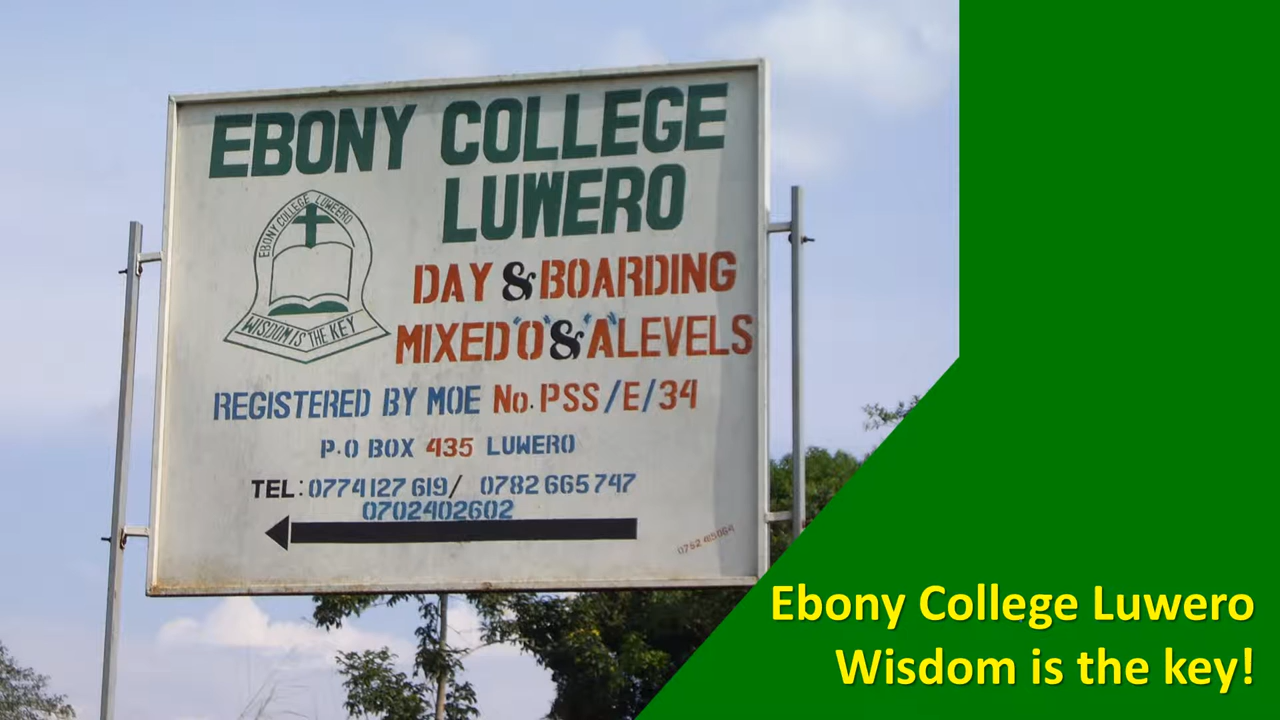 EBONY COLLEGE
LUWERO
EBONY COLLEGE LUWEERO
WISDOM IS THE KEY
DAY & BOARDING
MIXED "O" & "A" LEVELS
REGISTERED BY MOE No. PSS/E/34
P.O BOX 435 LUWERO
TEL: 0774127 619/ 0782 665 747
0702402602
Ebony College Luwero
Wisdom is the key!